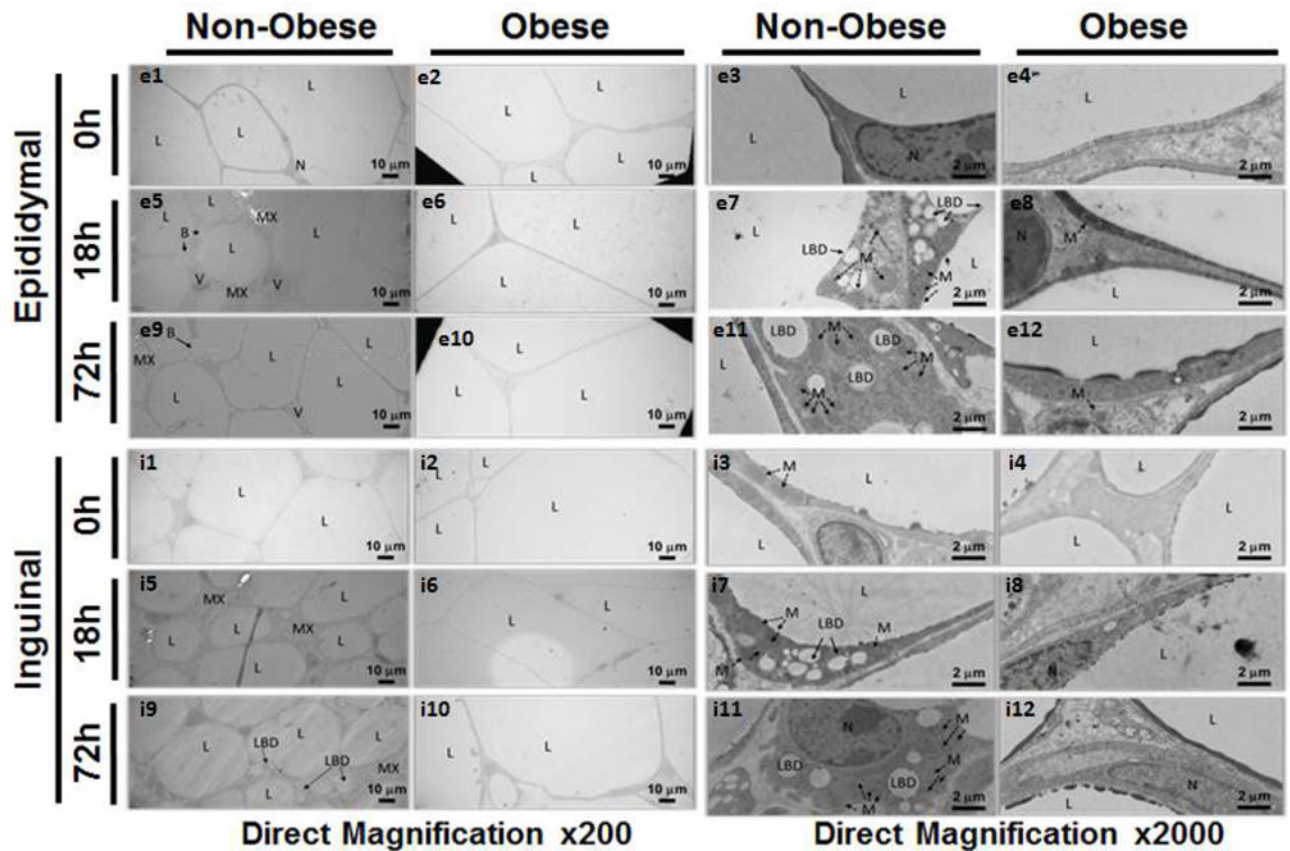 Non-Obese Obese Non-Obese Obese
Epididymal
0h
e1 L L L N 10 µm
e2 L L L L 10 µm
e3 L L N 2 µm
e4 L 2 µm
18h
e5 L L MX B L L V MX V 10 µm
e6 L L L 10 µm
e7 LBD L LBD M L M 2 µm
e8 N M L 2 µm
72h
e9 B MX L L L L V 10 µm
e10 L L L 10 µm
e11 LBD M LBD M L LBD M 2 µm
e12 L M 2 µm
Inguinal
0h
i1 L L 10 µm
i2 L L L L 10 µm
i3 M L L 2 µm
i4 L L L 2 µm
18h
i5 MX L L L MX L L 10 µm
i6 L L 10 µm
i7 L M LBD M M 2 µm
i8 L N 2 µm
72h
i9 L LBD L L LBD MX L 10 µm
i10 L L 10 µm
i11 N M M LBD LBD M 2 µm
i12 L N L 2 µm
Direct Magnification x200 Direct Magnification x2000